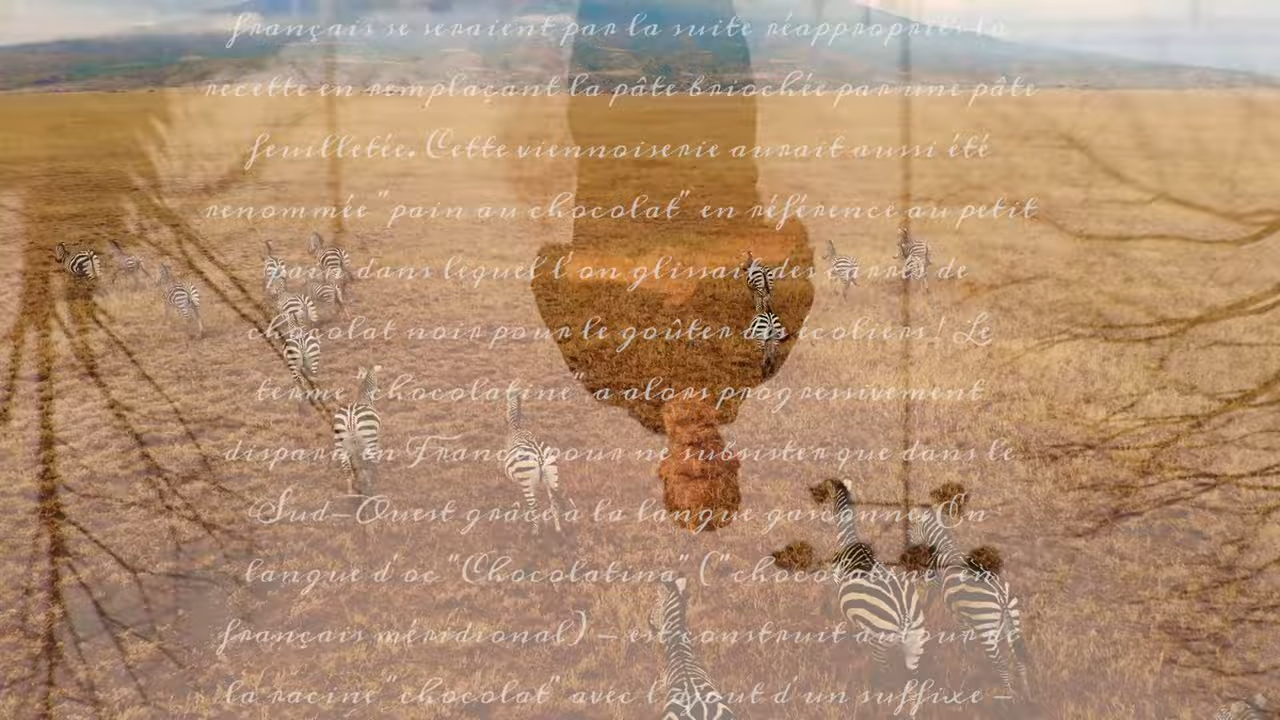 français se seraient par la suite réappropriés la
recette en remplaçant la pâte briochée par une pâte
feuilletée. Cette viennoiserie aurait aussi été
renommée "pain au chocolat" en référence au petit
pain dans lequel l'on glissait des carré de
chocolat noir pour le goûter des écoliers! Le
terme "chocolatine" a alors progressivement
disparu en France pour ne subsister que dans le
Sud-Ouest grâce à la langue gasconne. En
langue d'oc "Chocolatina" ("chocolatine" en
français méridional) – est construit autour de
la racine "chocolat" avec l'ajout d'un suffixe –